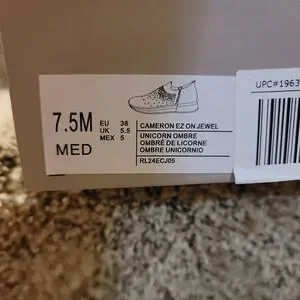 7.5M
MED
EU 38
UK 5.5
MEX 5
CAMERON EZ ON JEWEL
UNICORN OMBRE
OMBRÉ DE LICORNE
OMBRE UNICORNIO
RL24ECJ05
UPC#1963